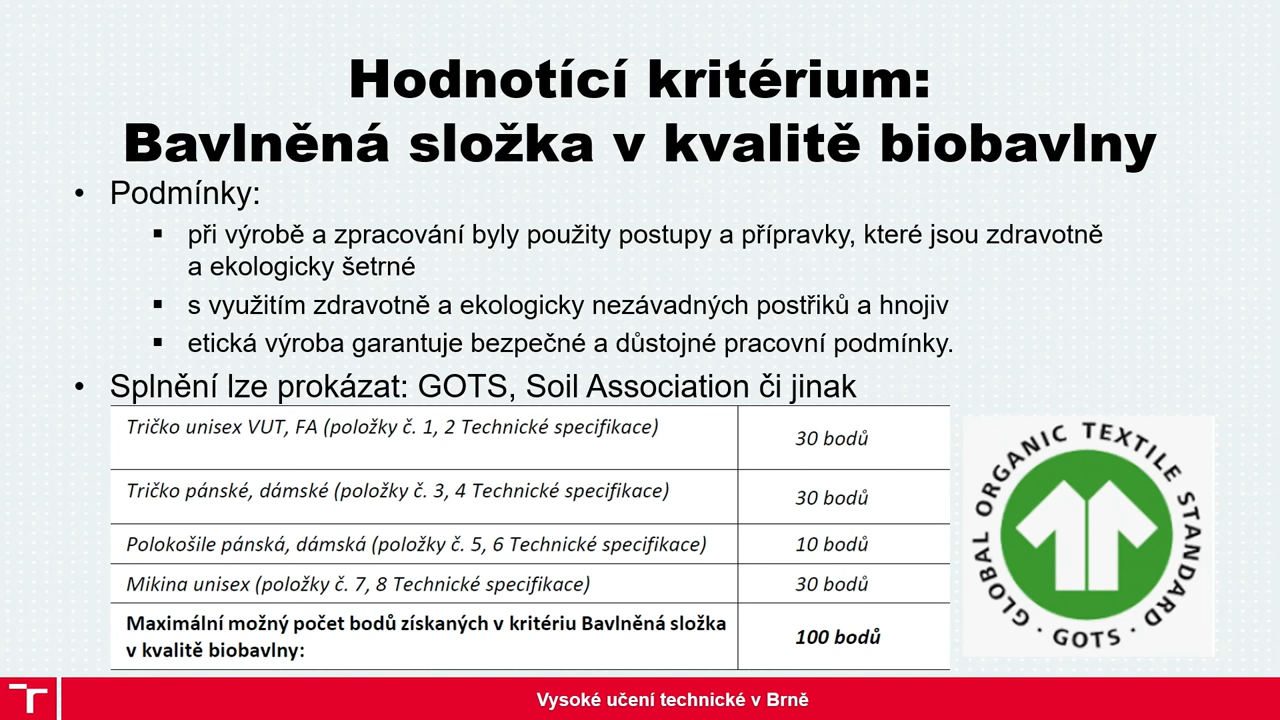 Hodnotící kritérium:
Bavlněná složka v kvalitě biobavlny
• Podmínky:
▪ při výrobě a zpracování byly použity postupy a přípravky, které jsou zdravotně
a ekologicky šetrné
▪ s využitím zdravotně a ekologicky nezávadných postřiků a hnojiv
▪ etická výroba garantuje bezpečné a důstojné pracovní podmínky.
• Splnění lze prokázat: GOTS, Soil Association či jinak
Tričko unisex VUT, FA (položky č. 1, 2 Technické specifikace) 30 bodů
Tričko pánské, dámské (položky č. 3, 4 Technické specifikace) 30 bodů
Polokošile pánská, dámská (položky č. 5, 6 Technické specifikace) 10 bodů
Mikina unisex (položky č. 7, 8 Technické specifikace) 30 bodů
Maximální možný počet bodů získaných v kritériu Bavlněná složka
v kvalitě biobavlny: 100 bodů
GLOBAL ORGANIC TEXTILE STANDARD
· GOTS ·
Vysoké učení technické v Brně